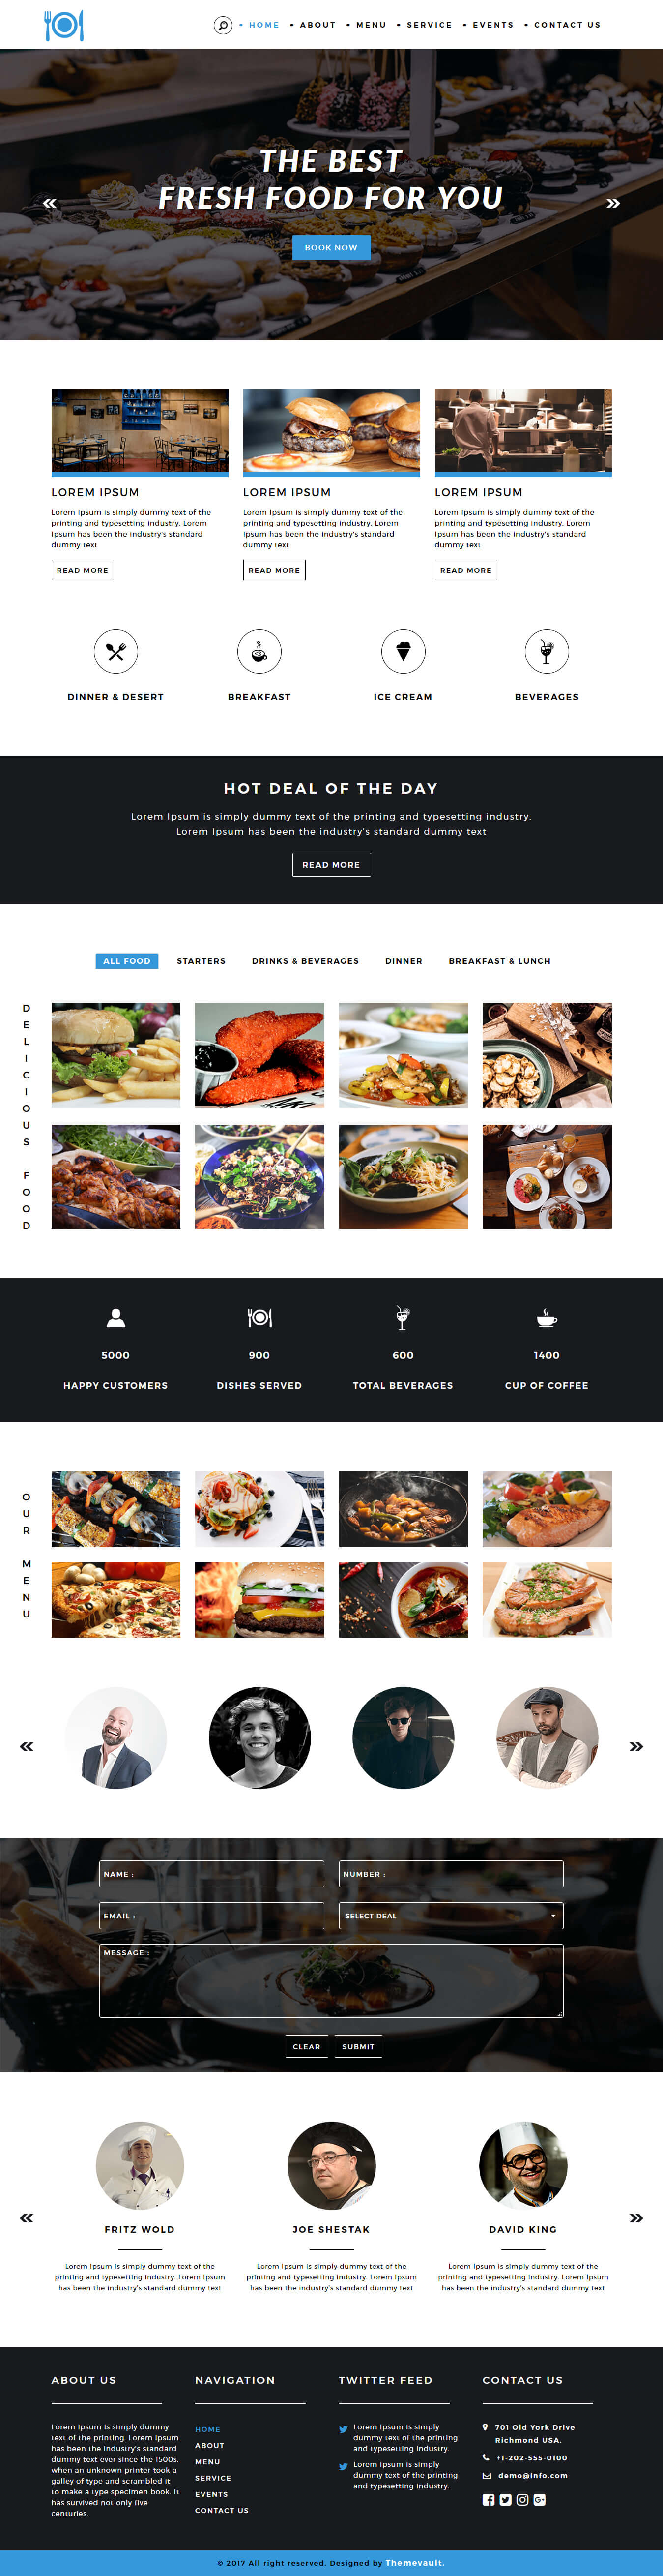 HOME ABOUT MENU SERVICE EVENTS CONTACT US
THE BEST
FRESH FOOD FOR YOU
BOOK NOW
LOREM IPSUM
Lorem Ipsum is simply dummy text of the
printing and typesetting industry. Lorem
Ipsum has been the industry's standard
dummy text
READ MORE
LOREM IPSUM
Lorem Ipsum is simply dummy text of the
printing and typesetting industry. Lorem
Ipsum has been the industry's standard
dummy text
READ MORE
LOREM IPSUM
Lorem Ipsum is simply dummy text of the
printing and typesetting industry. Lorem
Ipsum has been the industry's standard
dummy text
READ MORE
DINNER & DESERT
BREAKFAST
ICE CREAM
BEVERAGES
HOT DEAL OF THE DAY
Lorem Ipsum is simply dummy text of the printing and typesetting industry.
Lorem Ipsum has been the industry's standard dummy text
READ MORE
ALL FOOD STARTERS DRINKS & BEVERAGES DINNER BREAKFAST & LUNCH
DELICIOUS FOOD
5000
HAPPY CUSTOMERS
900
DISHES SERVED
600
TOTAL BEVERAGES
1400
CUP OF COFFEE
OUR MENU
NAME :
NUMBER :
EMAIL :
SELECT DEAL
MESSAGE :
CLEAR
SUBMIT
FRITZ WOLD
Lorem Ipsum is simply dummy text of the
printing and typesetting industry. Lorem Ipsum
has been the industry's standard dummy text
JOE SHESTAK
Lorem Ipsum is simply dummy text of the
printing and typesetting industry. Lorem Ipsum
has been the industry's standard dummy text
DAVID KING
Lorem Ipsum is simply dummy text of the
printing and typesetting industry. Lorem Ipsum
has been the industry's standard dummy text
ABOUT US
Lorem Ipsum is simply dummy
text of the printing. Lorem Ipsum
has been the industry's standard
dummy text ever since the 1500s,
when an unknown printer took a
galley of type and scrambled it
to make a type specimen book. It
has survived not only five
centuries.
NAVIGATION
HOME
ABOUT
MENU
SERVICE
EVENTS
CONTACT US
TWITTER FEED
Lorem Ipsum is simply
dummy text of the printing
and typesetting industry.
Lorem Ipsum is simply
dummy text of the printing
and typesetting industry.
CONTACT US
701 Old York Drive
Richmond USA.
+1-202-555-0100
demo@info.com
© 2017 All right reserved. Designed by Themevault.